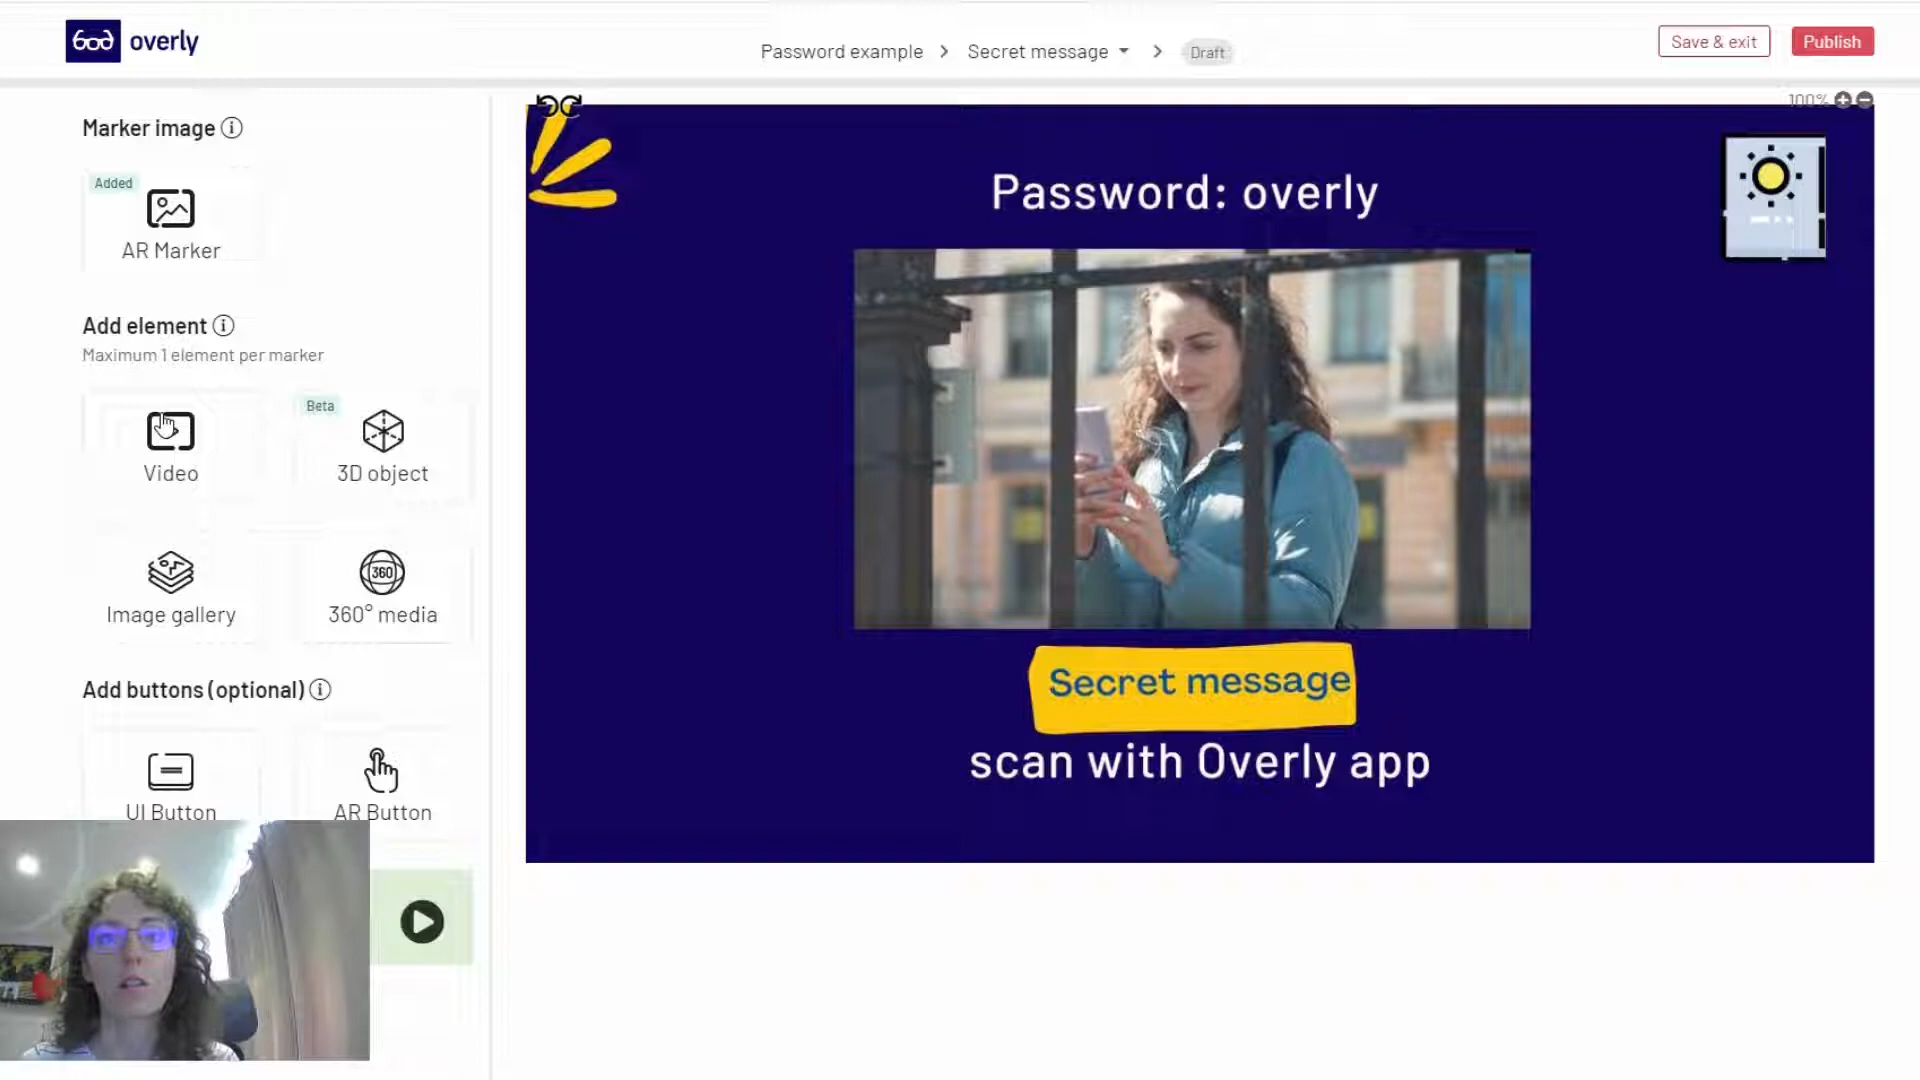 overly
Password example > Secret message > Draft
Save & exit
Publish
100%
Marker image
Added
AR Marker
Add element
Maximum 1 element per marker
Video
Beta
3D object
Image gallery
360
360° media
Add buttons (optional)
UI Button
AR Button
Password: overly
Secret message
scan with Overly app